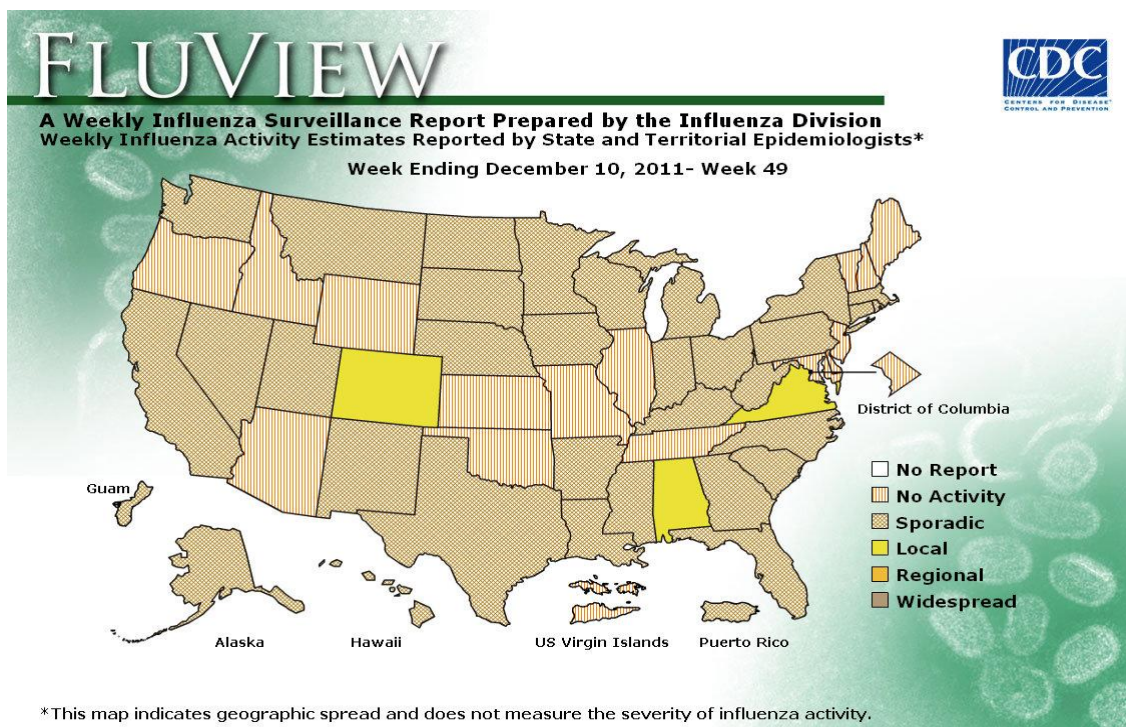 FLUVIEW
CDC
CENTERS FOR DISEASE
CONTROL AND PREVENTION
A Weekly Influenza Surveillance Report Prepared by the Influenza Division
Weekly Influenza Activity Estimates Reported by State and Territorial Epidemiologists*
Week Ending December 10, 2011- Week 49
District of Columbia
No Report
Guam
No Activity
Sporadic
Local
Regional
Widespread
Alaska
Hawaii
US Virgin Islands
Puerto Rico
*This map indicates geographic spread and does not measure the severity of influenza activity.